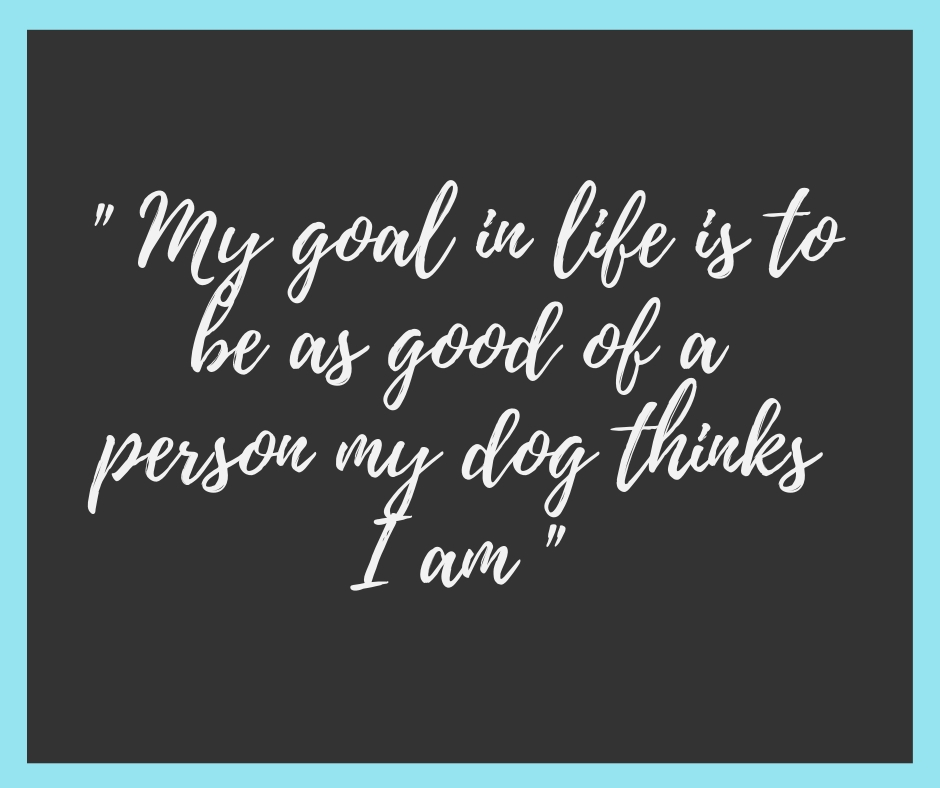 " My goal in life is to
be as good of a
person my dog thinks
I am "